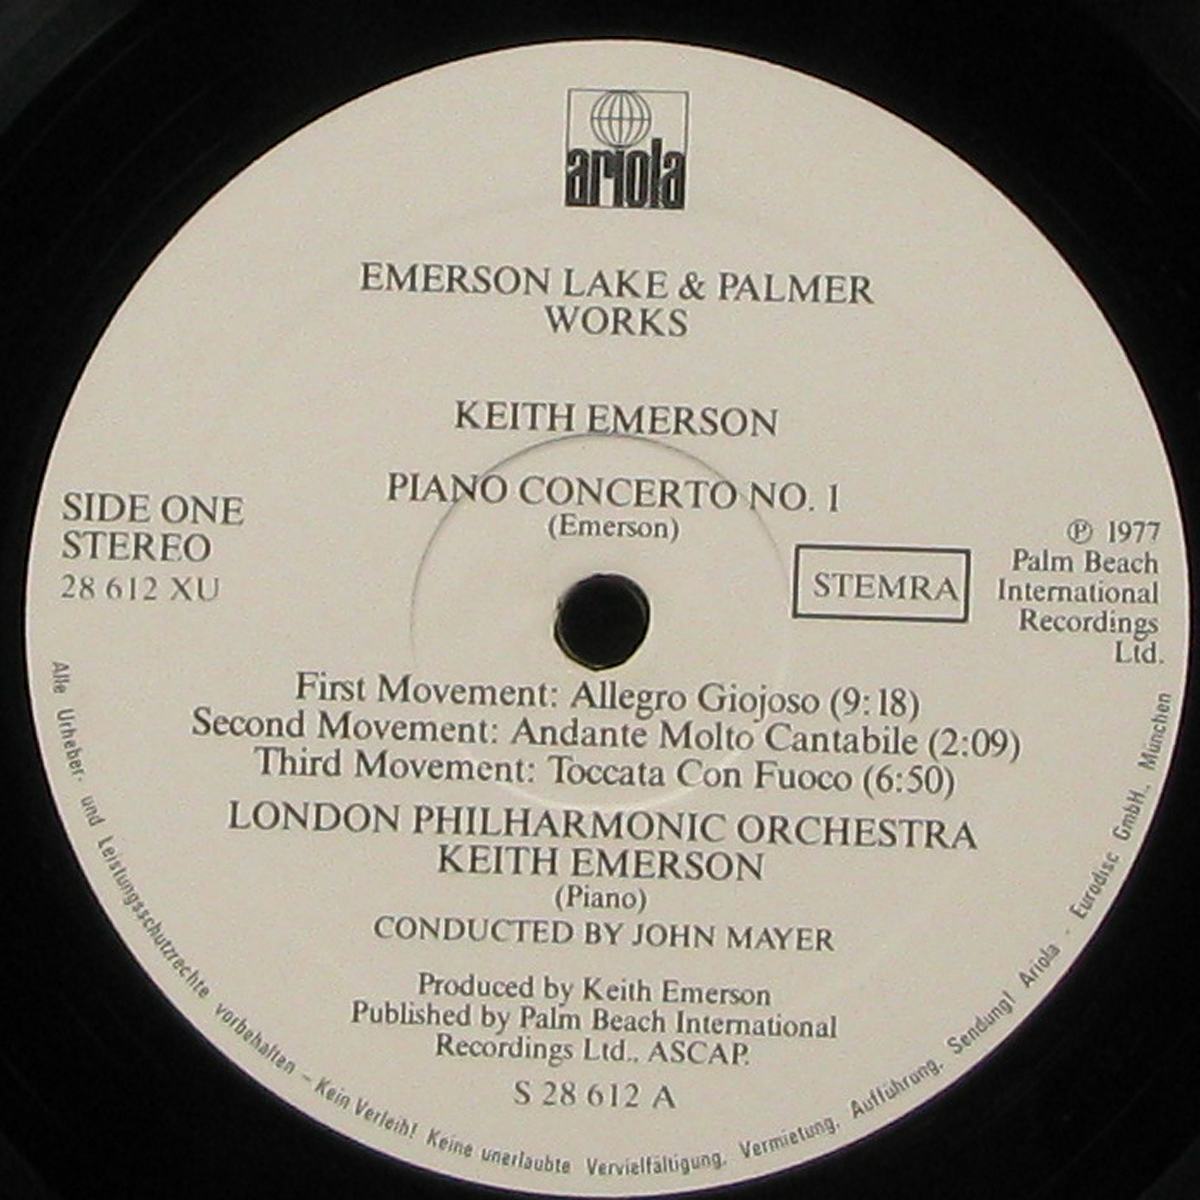 ariola
EMERSON LAKE & PALMER
WORKS
KEITH EMERSON
PIANO CONCERTO NO. 1
(Emerson)
SIDE ONE
STEREO
28 612 XU
STEMRA
℗ 1977
Palm Beach
International
Recordings
Ltd.
First Movement: Allegro Giojoso (9:18)
Second Movement: Andante Molto Cantabile (2:09)
Third Movement: Toccata Con Fuoco (6:50)
LONDON PHILHARMONIC ORCHESTRA
KEITH EMERSON
(Piano)
CONDUCTED BY JOHN MAYER
Produced by Keith Emerson
Published by Palm Beach International
Recordings Ltd., ASCAP.
S 28 612 A
Alle Urheber- und Leistungsschutzrechte vorbehalten – Kein Verleih! Keine unerlaubte Vervielfältigung, Vermietung, Aufführung, Sendung! Ariola - Eurodisc GmbH., München